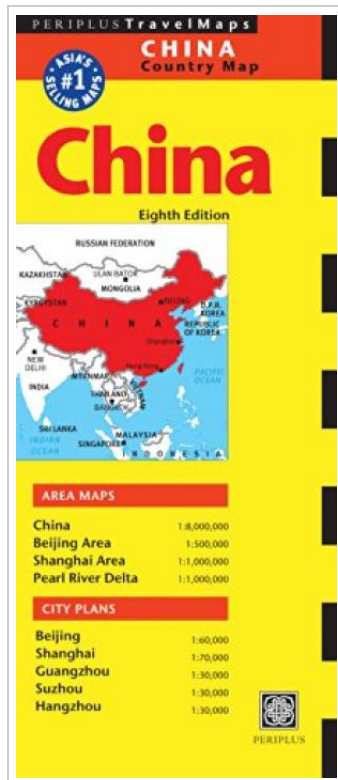 PERIPLUS TravelMaps
CHINA
Country Map
ASIA'S
#1
SELLING MAPS
China
Eighth Edition
RUSSIAN FEDERATION
KAZAKHSTAN
ULAN BATOR
MONGOLIA
KYRGYSTAN
BEIJING
D.P.R.
KOREA
CHINA
REPUBLIC
OF KOREA
Shanghai
NEW
DELHI
Hong Kong
PACIFIC
OCEAN
MYANMAR
INDIA
VIETNAM
THAILAND
BANGKOK
SRI LANKA
INDIAN
OCEAN
MALAYSIA
SINGAPORE
INDONESIA
AREA MAPS
China 1:8,000,000
Beijing Area 1:500,000
Shanghai Area 1:1,000,000
Pearl River Delta 1:1,000,000
CITY PLANS
Beijing 1:60,000
Shanghai 1:70,000
Guangzhou 1:30,000
Suzhou 1:30,000
Hangzhou 1:30,000
PERIPLUS